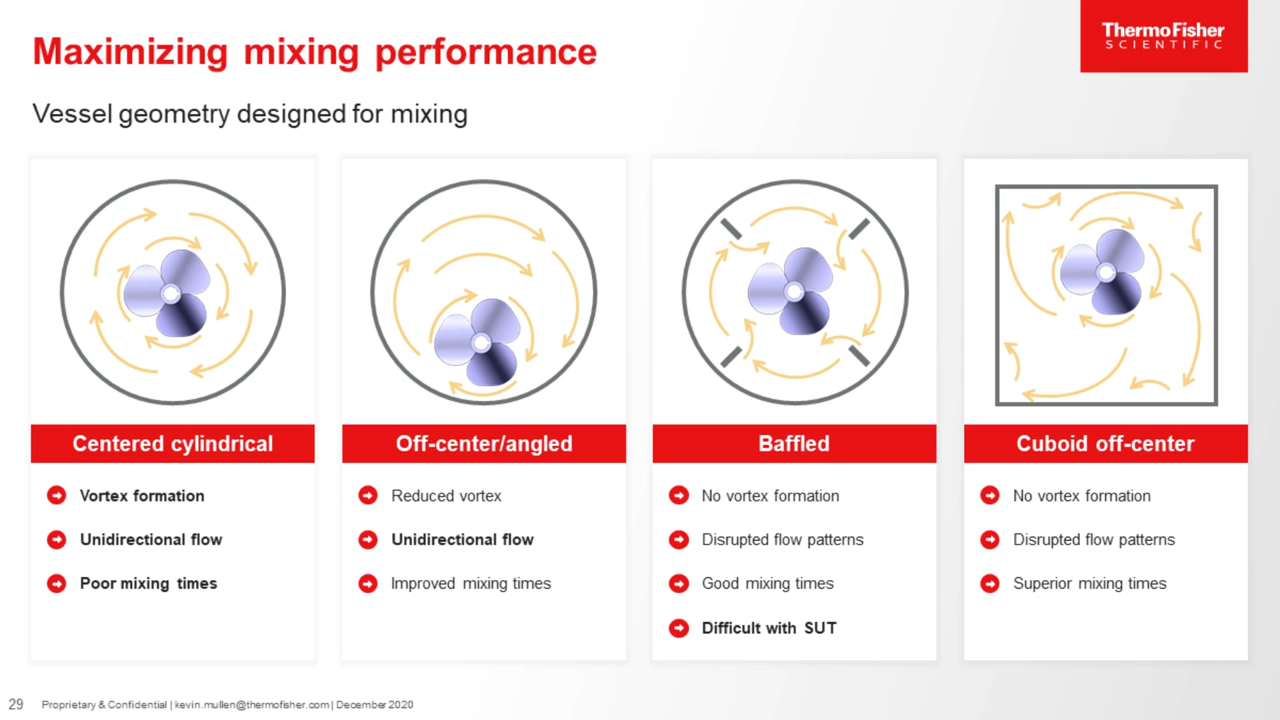 Maximizing mixing performance
ThermoFisher
SCIENTIFIC
Vessel geometry designed for mixing
Centered cylindrical
Vortex formation
Unidirectional flow
Poor mixing times
Off-center/angled
Reduced vortex
Unidirectional flow
Improved mixing times
Baffled
No vortex formation
Disrupted flow patterns
Good mixing times
Difficult with SUT
Cuboid off-center
No vortex formation
Disrupted flow patterns
Superior mixing times
29 Proprietary & Confidential | kevin.mullen@thermofisher.com | December 2020